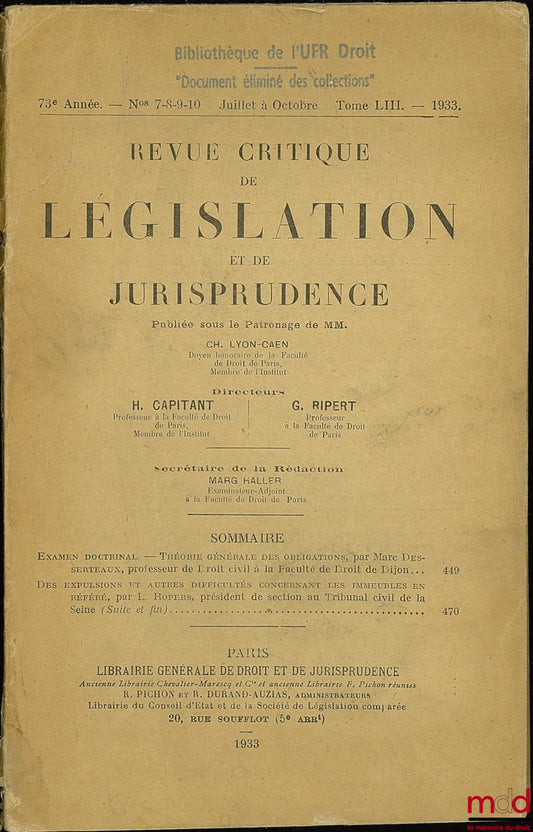 Bibliothèque de l'UFR Droit
"Document éliminé des collections"
73e Année. — Nos 7-8-9-10 Juillet à Octobre Tome LIII. — 1933.
REVUE CRITIQUE
DE
LÉGISLATION
ET DE
JURISPRUDENCE
Publiée sous le Patronage de MM.
CH. LYON-CAEN
Doyen honoraire de la Faculté
de Droit de Paris,
Membre de l'Institut
Directeurs
H. CAPITANT
Professeur à la Faculté de Droit
de Paris,
Membre de l'Institut
G. RIPERT
Professeur
à la Faculté de Droit
de Paris
Secrétaire de la Rédaction
MARG HALLER
Examinateur-Adjoint
à la Faculté de Droit de Paris
SOMMAIRE
EXAMEN DOCTRINAL. — THÉORIE GÉNÉRALE DES OBLIGATIONS, par Marc DES-
SERTEAUX, professeur de Droit civil à la Faculté de Droit de Dijon... 449
DES EXPULSIONS ET AUTRES DIFFICULTÉS CONCERNANT LES IMMEUBLES EN
RÉFÉRÉ, par L. ROPERS, président de section au Tribunal civil de la
Seine (Suite et fin)........................................ 470
PARIS
LIBRAIRIE GÉNÉRALE DE DROIT ET DE JURISPRUDENCE
Ancienne Librairie Chevalier-Marescq et Cie et ancienne Librairie F. Pichon réunies
R. PICHON ET R. DURAND-AUZIAS, ADMINISTRATEURS
Librairie du Conseil d'Etat et de la Société de Législation comparée
20, RUE SOUFFLOT (5e ARRt)
1933
mdd
la mémoire du droit